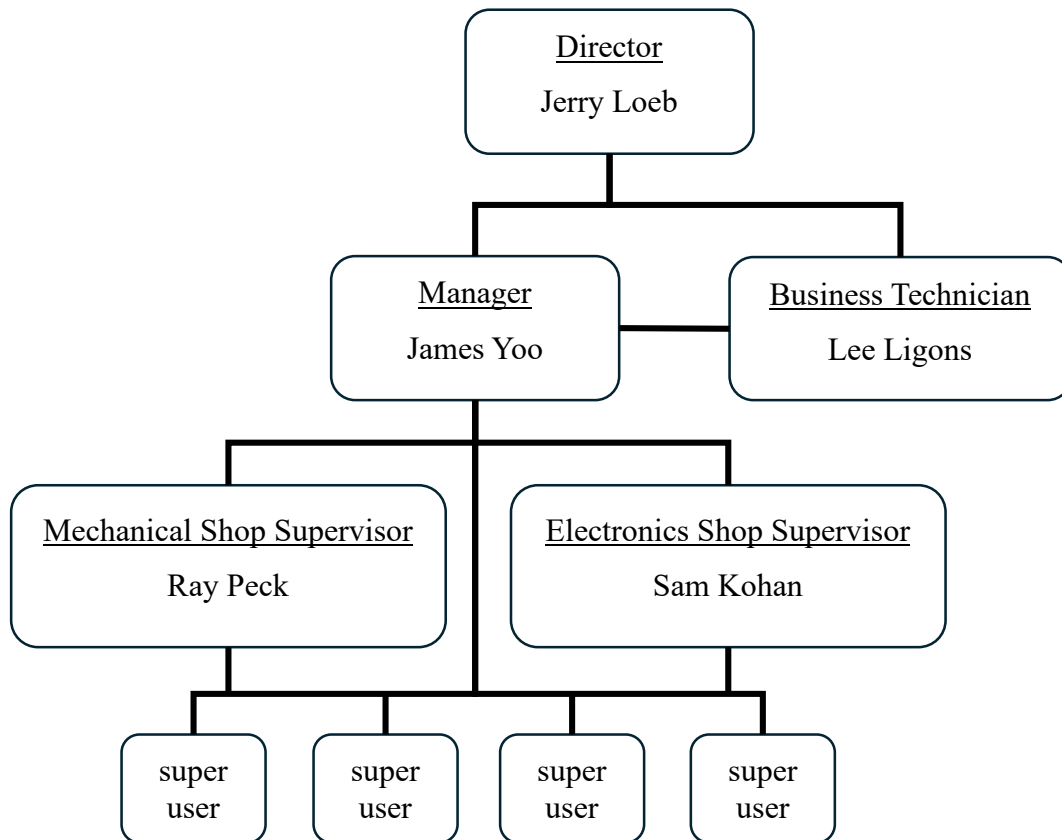 Director
Jerry Loeb
Manager
James Yoo
Business Technician
Lee Ligons
Mechanical Shop Supervisor
Ray Peck
Electronics Shop Supervisor
Sam Kohan
super
user
super
user
super
user
super
user